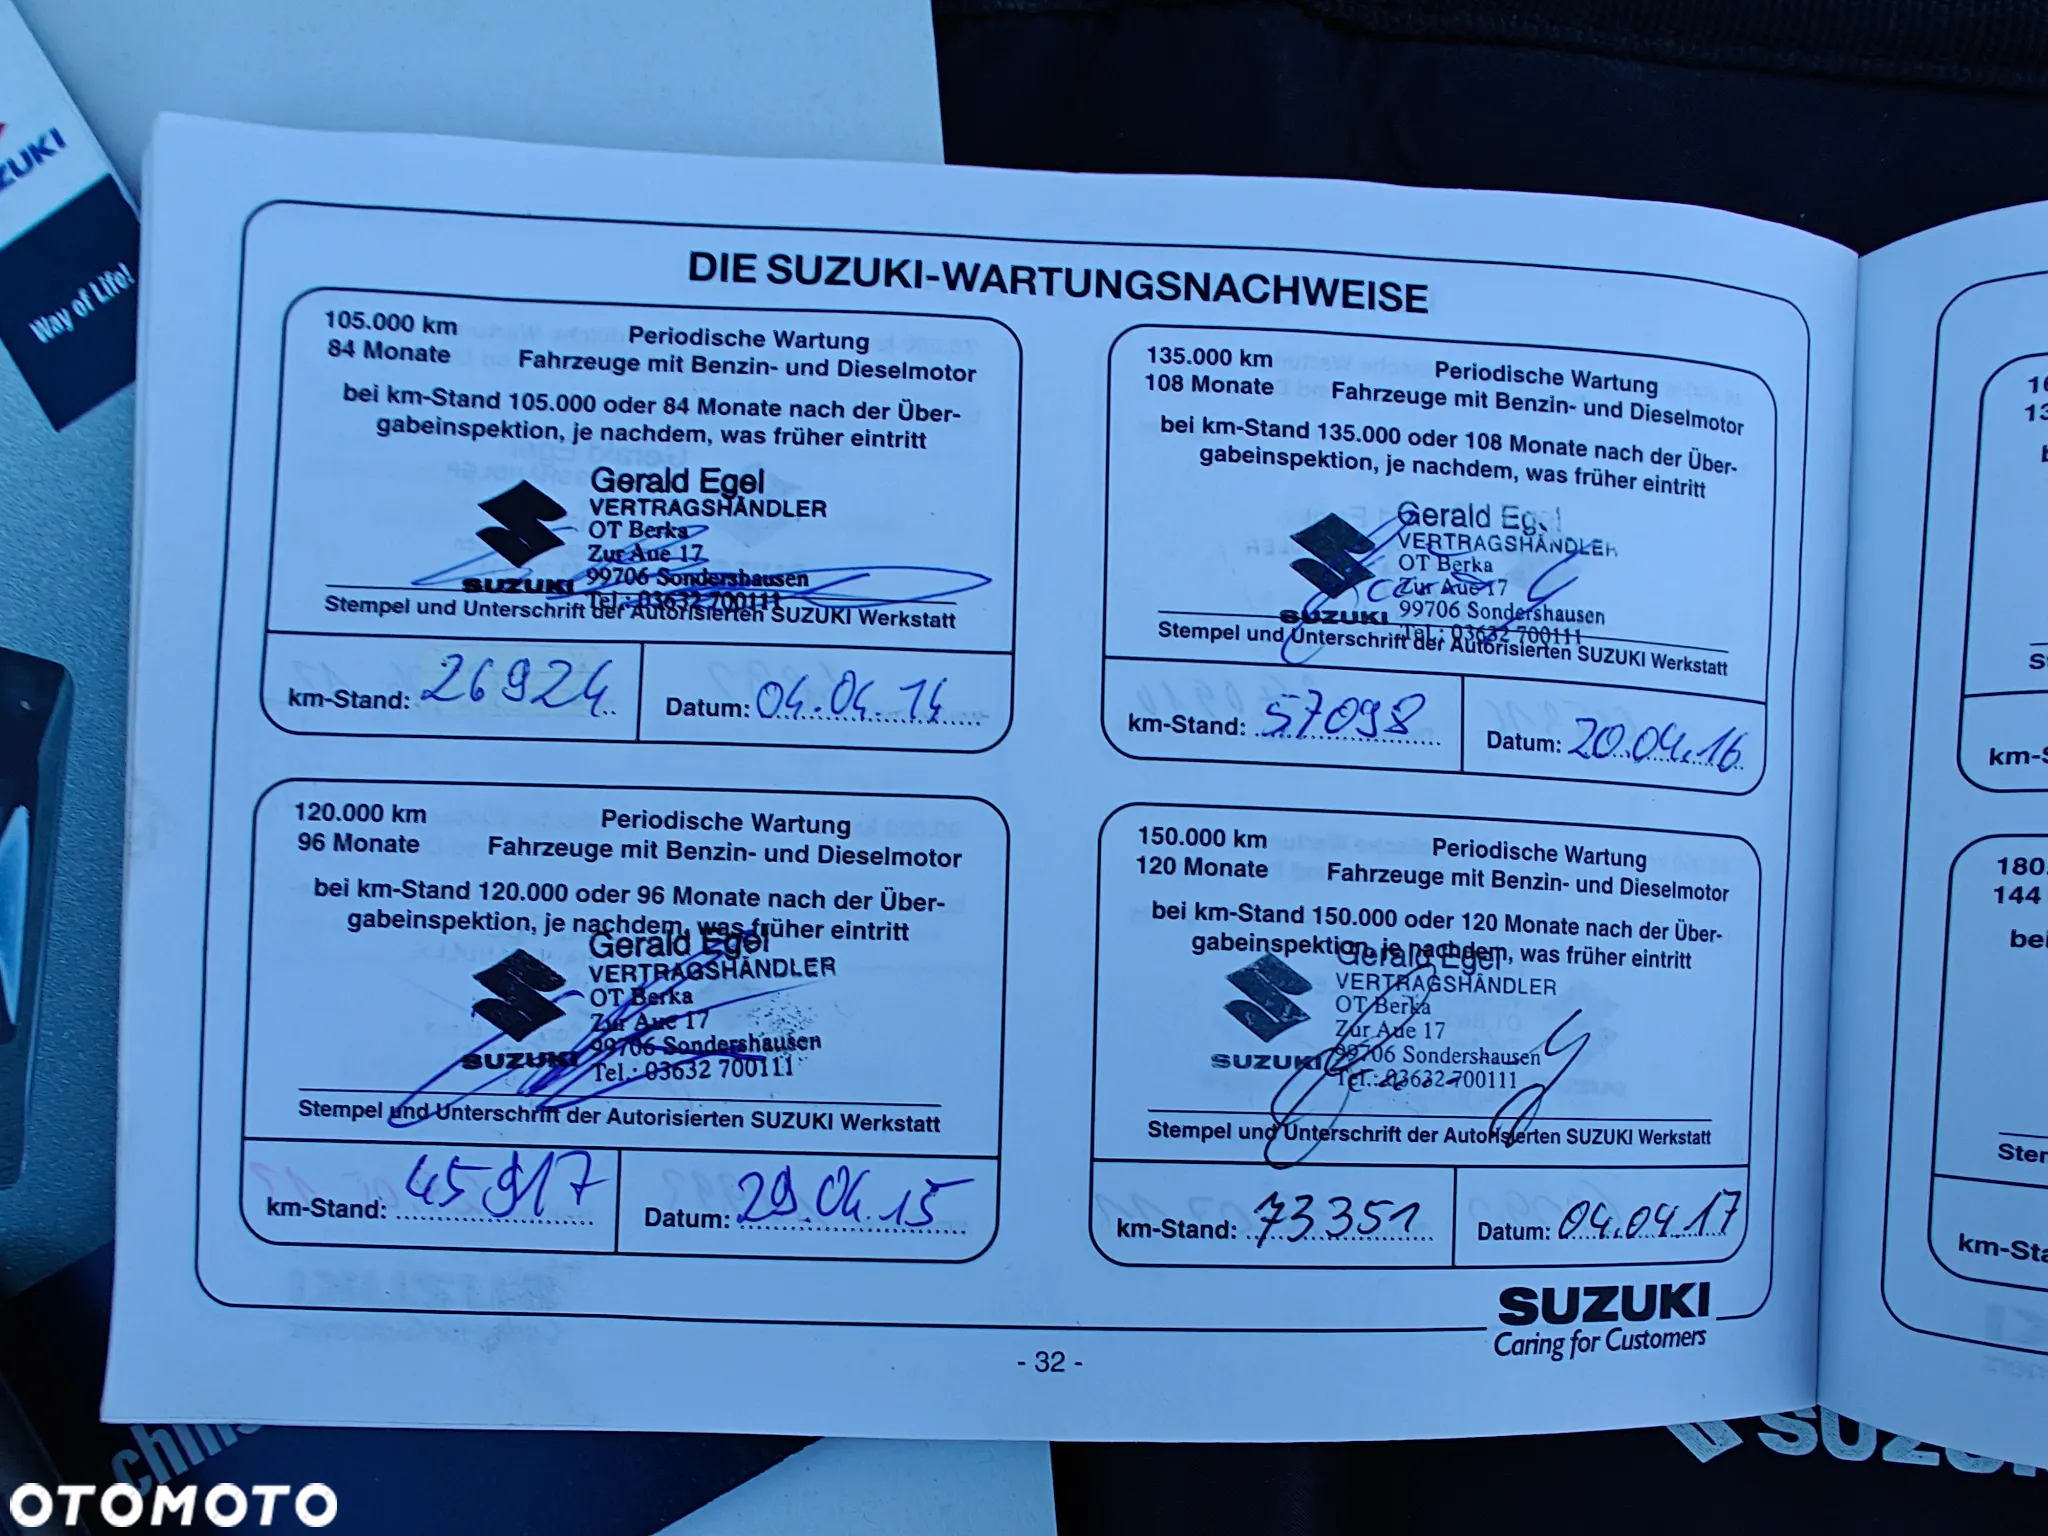 ZUKI
Way of Life!
DIE SUZUKI-WARTUNGSNACHWEISE
105.000 km
84 Monate
Periodische Wartung
Fahrzeuge mit Benzin- und Dieselmotor
bei km-Stand 105.000 oder 84 Monate nach der Über-
gabeinspektion, je nachdem, was früher eintritt
Gerald Egel
VERTRAGSHÄNDLER
OT Berka
Zur Aue 17
99706 Sondershausen
Tel.: 03632 700111
SUZUKI
Stempel und Unterschrift der Autorisierten SUZUKI Werkstatt
km-Stand: 26924
Datum: 04.04.14
120.000 km
96 Monate
Periodische Wartung
Fahrzeuge mit Benzin- und Dieselmotor
bei km-Stand 120.000 oder 96 Monate nach der Über-
gabeinspektion, je nachdem, was früher eintritt
Gerald Egel
VERTRAGSHÄNDLER
OT Berka
Zur Aue 17
99706 Sondershausen
Tel.: 03632 700111
SUZUKI
Stempel und Unterschrift der Autorisierten SUZUKI Werkstatt
km-Stand: 45917
Datum: 29.04.15
135.000 km
108 Monate
Periodische Wartung
Fahrzeuge mit Benzin- und Dieselmotor
bei km-Stand 135.000 oder 108 Monate nach der Über-
gabeinspektion, je nachdem, was früher eintritt
Gerald Egel
VERTRAGSHÄNDLER
OT Berka
Zur Aue 17
99706 Sondershausen
Tel.: 03632 700111
SUZUKI
Stempel und Unterschrift der Autorisierten SUZUKI Werkstatt
km-Stand: 57098
Datum: 20.04.16
150.000 km
120 Monate
Periodische Wartung
Fahrzeuge mit Benzin- und Dieselmotor
bei km-Stand 150.000 oder 120 Monate nach der Über-
gabeinspektion, je nachdem, was früher eintritt
Gerald Egel
VERTRAGSHÄNDLER
OT Berka
Zur Aue 17
99706 Sondershausen
Tel.: 03632 700111
SUZUKI
Stempel und Unterschrift der Autorisierten SUZUKI Werkstatt
km-Stand: 73351
Datum: 04.04.17
SUZUKI
Caring for Customers
- 32 -
180.
144
bei
Ster
km-Sta
SUZU
OTOMOTO